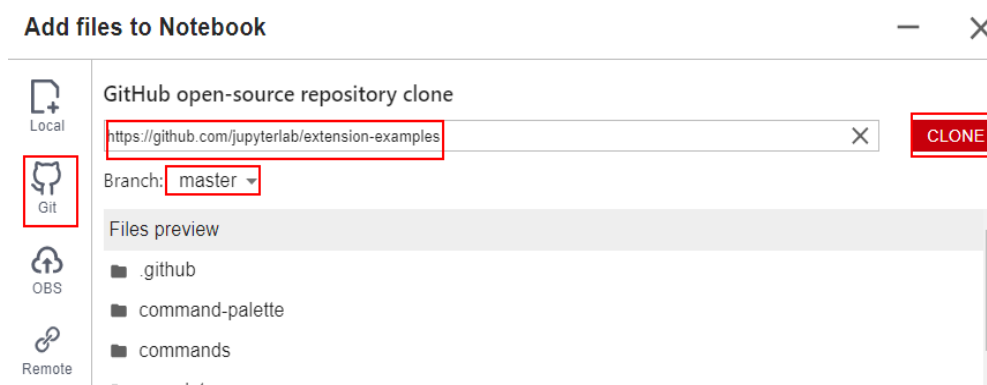 Add files to Notebook
GitHub open-source repository clone
Local
https://github.com/jupyterlab/extension-examples
CLONE
Branch: master
Git
Files preview
.github
OBS
command-palette
commands
Remote